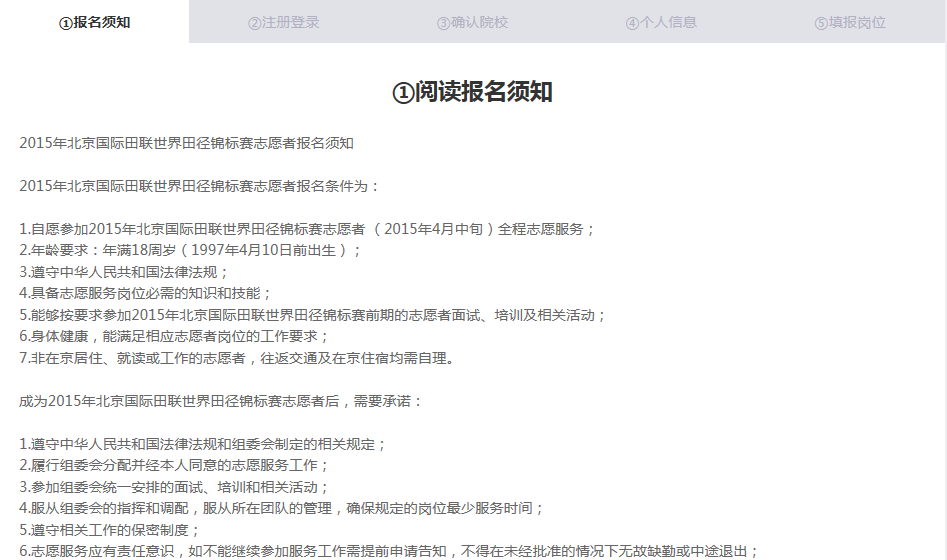 ①报名须知 ②注册登录 ③确认院校 ④个人信息 ⑤填报岗位
①阅读报名须知
2015年北京国际田联世界田径锦标赛志愿者报名须知
2015年北京国际田联世界田径锦标赛志愿者报名条件为：
1.自愿参加2015年北京国际田联世界田径锦标赛志愿者 （2015年4月中旬）全程志愿服务；
2.年龄要求：年满18周岁（1997年4月10日前出生）；
3.遵守中华人民共和国法律法规；
4.具备志愿服务岗位必需的知识和技能；
5.能够按要求参加2015年北京国际田联世界田径锦标赛前期的志愿者面试、培训及相关活动；
6.身体健康，能满足相应志愿者岗位的工作要求；
7.非在京居住、就读或工作的志愿者，往返交通及在京住宿均需自理。
成为2015年北京国际田联世界田径锦标赛志愿者后，需要承诺：
1.遵守中华人民共和国法律法规和组委会制定的相关规定；
2.履行组委会分配并经本人同意的志愿服务工作；
3.参加组委会统一安排的面试、培训和相关活动；
4.服从组委会的指挥和调配，服从所在团队的管理，确保规定的岗位最少服务时间；
5.遵守相关工作的保密制度；
6.志愿服务应有责任意识，如不能继续参加服务工作需提前申请告知，不得在未经批准的情况下无故缺勤或中途退出；